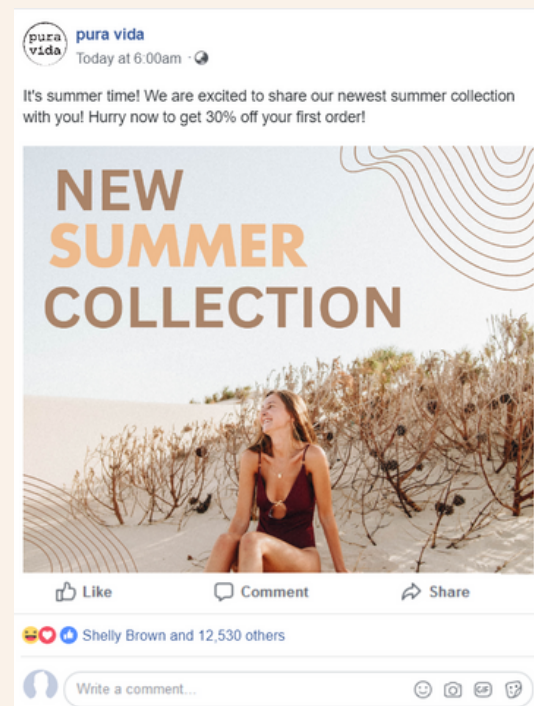 pura
vida
pura vida
Today at 6:00am ·
It's summer time! We are excited to share our newest summer collection
with you! Hurry now to get 30% off your first order!
NEW
SUMMER
COLLECTION
Like Comment Share
Shelly Brown and 12,530 others
Write a comment...
GIF